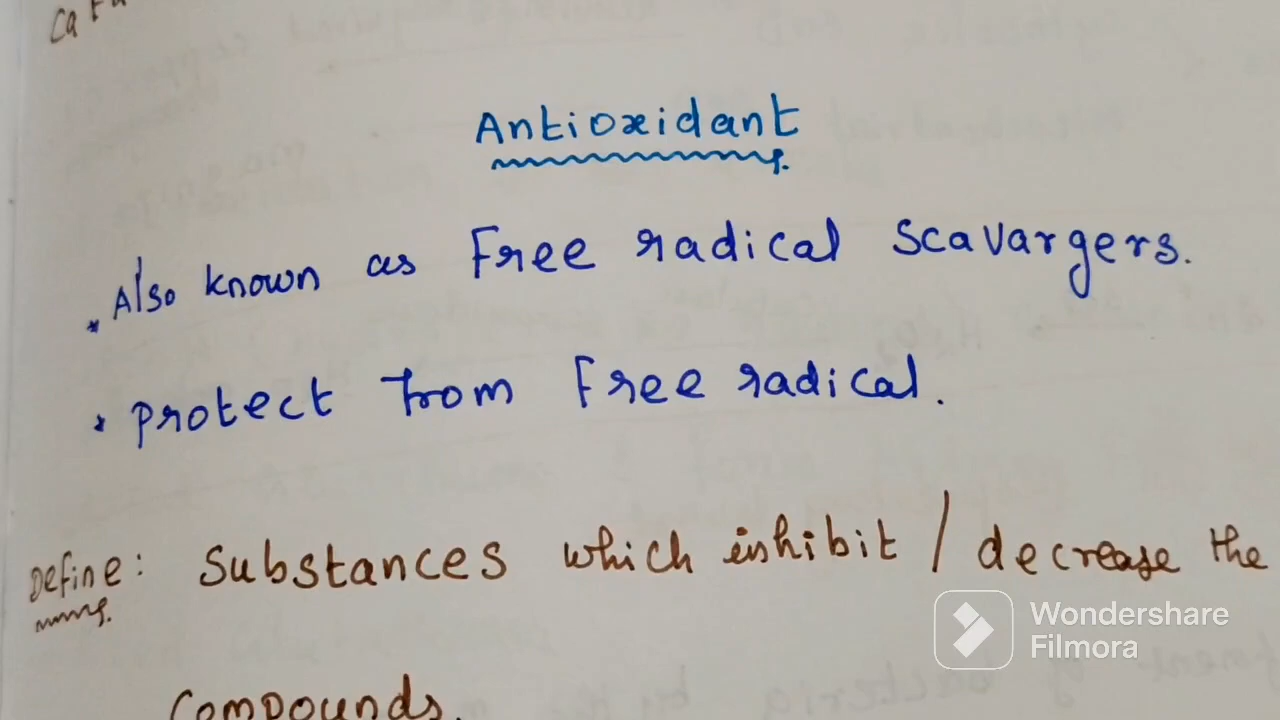 Antioxidant
• Also known as Free radical Scavargers.
• protect from Free radical.
Define: Substances which inhibit / decrease the
Compounds.
Wondershare
Filmora